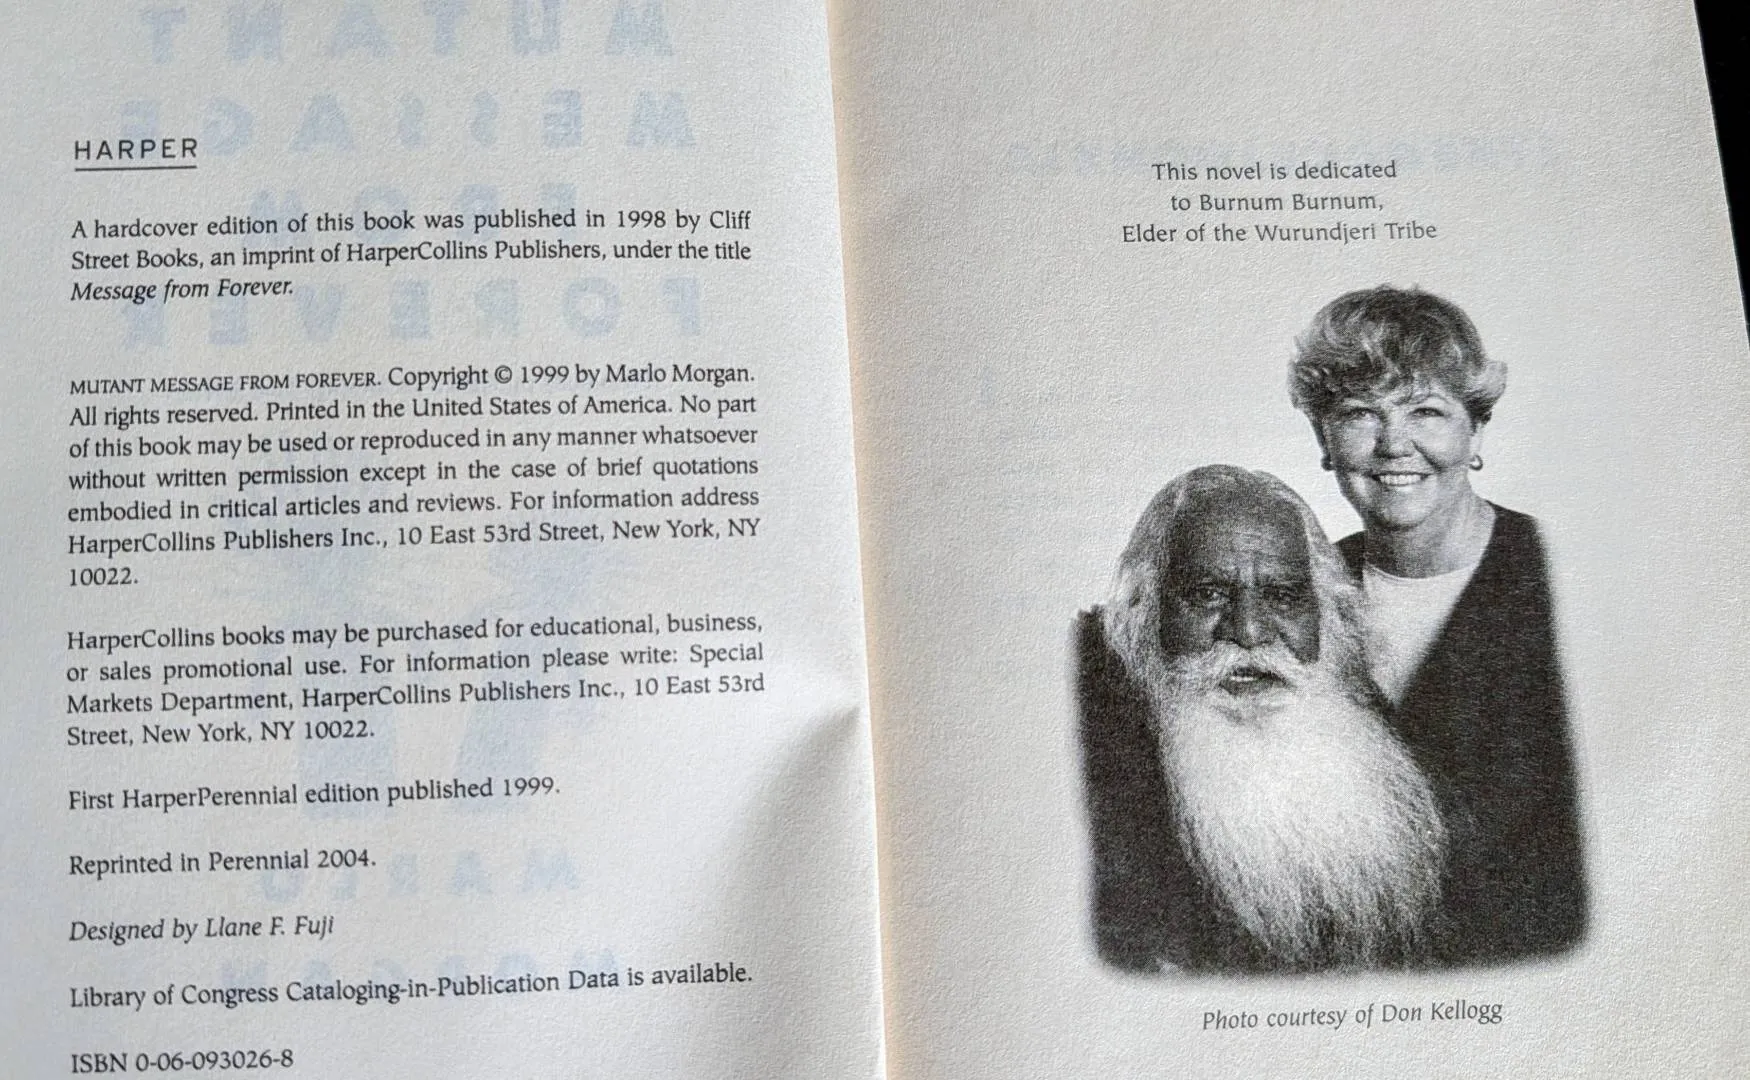 HARPER
A hardcover edition of this book was published in 1998 by Cliff
Street Books, an imprint of HarperCollins Publishers, under the title
Message from Forever.
MUTANT MESSAGE FROM FOREVER. Copyright © 1999 by Marlo Morgan.
All rights reserved. Printed in the United States of America. No part
of this book may be used or reproduced in any manner whatsoever
without written permission except in the case of brief quotations
embodied in critical articles and reviews. For information address
HarperCollins Publishers Inc., 10 East 53rd Street, New York, NY
10022.
HarperCollins books may be purchased for educational, business,
or sales promotional use. For information please write: Special
Markets Department, HarperCollins Publishers Inc., 10 East 53rd
Street, New York, NY 10022.
First HarperPerennial edition published 1999.
Reprinted in Perennial 2004.
Designed by Llane F. Fuji
Library of Congress Cataloging-in-Publication Data is available.
ISBN 0-06-093026-8
This novel is dedicated
to Burnum Burnum,
Elder of the Wurundjeri Tribe
Photo courtesy of Don Kellogg